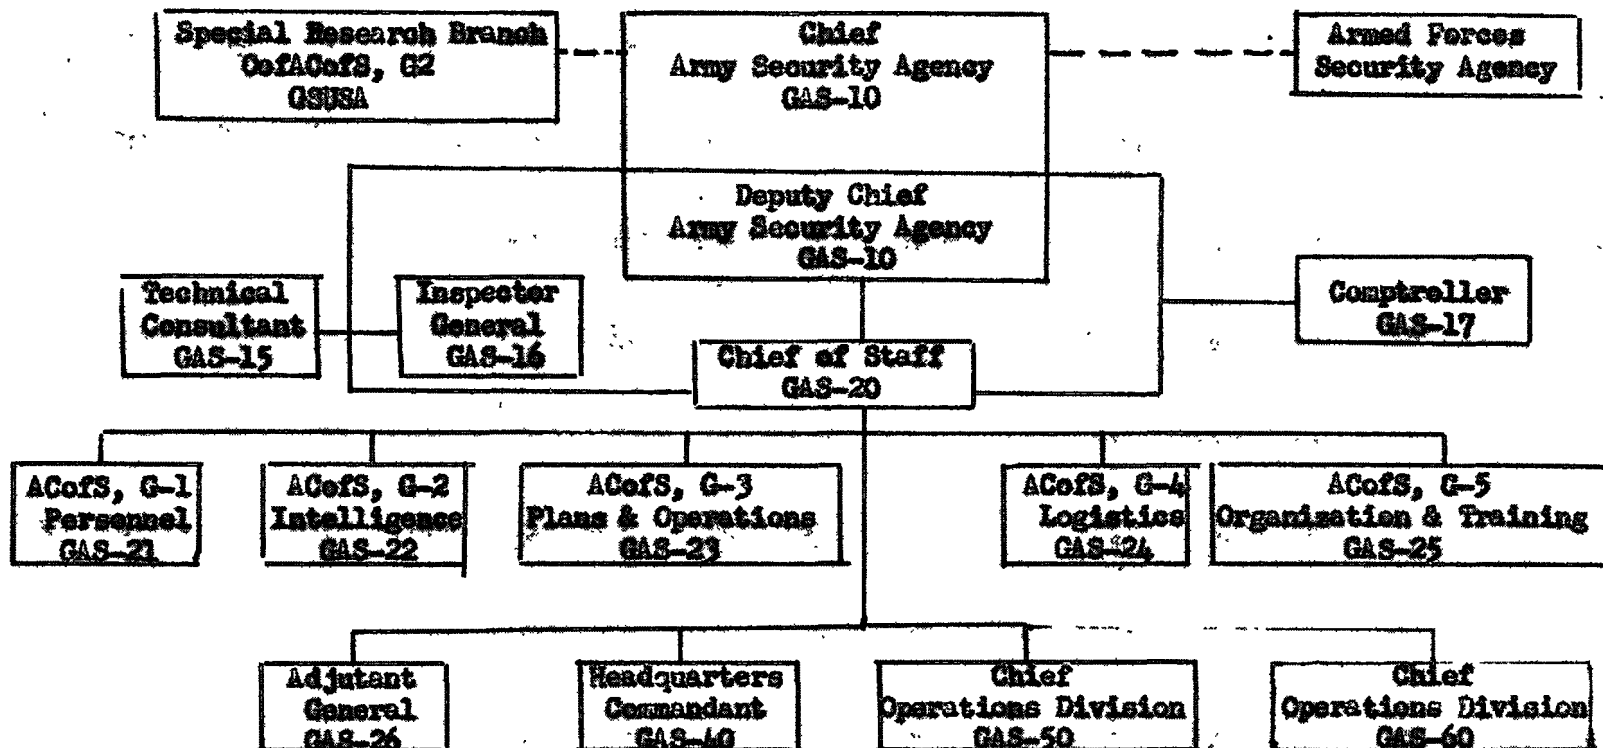 Special Research Branch
OofACofS, G2
GSUSA
Chief
Army Security Agency
GAS-10
Armed Forces
Security Agency
Deputy Chief
Army Security Agency
GAS-10
Technical
Consultant
GAS-15
Inspector
General
GAS-16
Comptroller
GAS-17
Chief of Staff
GAS-20
ACofS, G-1
Personnel
GAS-21
ACofS, G-2
Intelligence
GAS-22
ACofS, G-3
Plans & Operations
GAS-23
ACofS, G-4
Logistics
GAS-24
ACofS, G-5
Organization & Training
GAS-25
Adjutant
General
GAS-26
Headquarters
Commandant
GAS-40
Chief
Operations Division
GAS-50
Chief
Operations Division
GAS-60